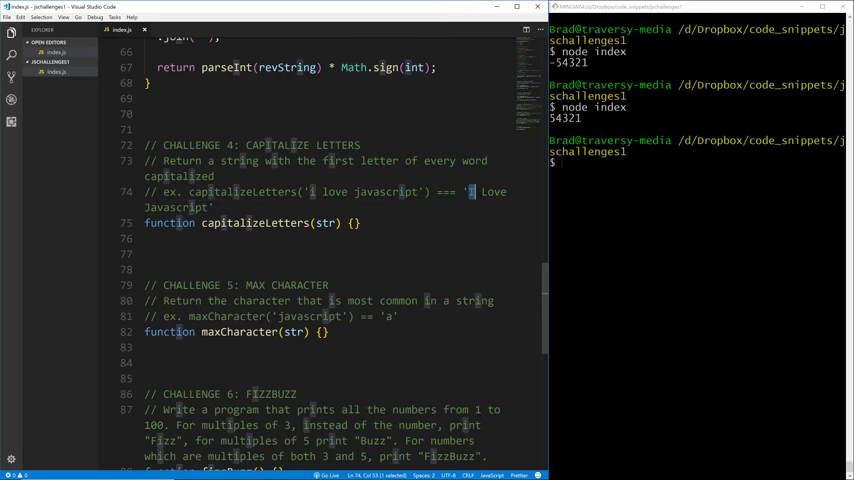 index.js - Visual Studio Code
File Edit Selection View Go Debug Tasks Help
EXPLORER
OPEN EDITORS
index.js
JSCHALLENGES1
index.js
index.js
.join('');
66
67 return parseInt(revString) * Math.sign(int);
68 }
69
70
71
72 // CHALLENGE 4: CAPITALIZE LETTERS
73 // Return a string with the first letter of every word
capitalized
74 // ex. capitalizeLetters('i love javascript') === 'I Love
Javascript'
75 function capitalizeLetters(str) {}
76
77
78
79 // CHALLENGE 5: MAX CHARACTER
80 // Return the character that is most common in a string
81 // ex. maxCharacter('javascript') == 'a'
82 function maxCharacter(str) {}
83
84
85
86 // CHALLENGE 6: FIZZBUZZ
87 // Write a program that prints all the numbers from 1 to
100. For multiples of 3, instead of the number, print
"Fizz", for multiples of 5 print "Buzz". For numbers
which are multiples of both 3 and 5, print "FizzBuzz".
88 function fizzBuzz() {}
0 0
Go Live Ln 74, Col 53 (1 selected) Spaces: 2 UTF-8 CRLF JavaScript Prettier
MINGW64:/d/Dropbox/code_snippets/jschallenges1
Brad@traversy-media /d/Dropbox/code_snippets/j
schallenges1
$ node index
-54321
Brad@traversy-media /d/Dropbox/code_snippets/j
schallenges1
$ node index
54321
Brad@traversy-media /d/Dropbox/code_snippets/j
schallenges1
$